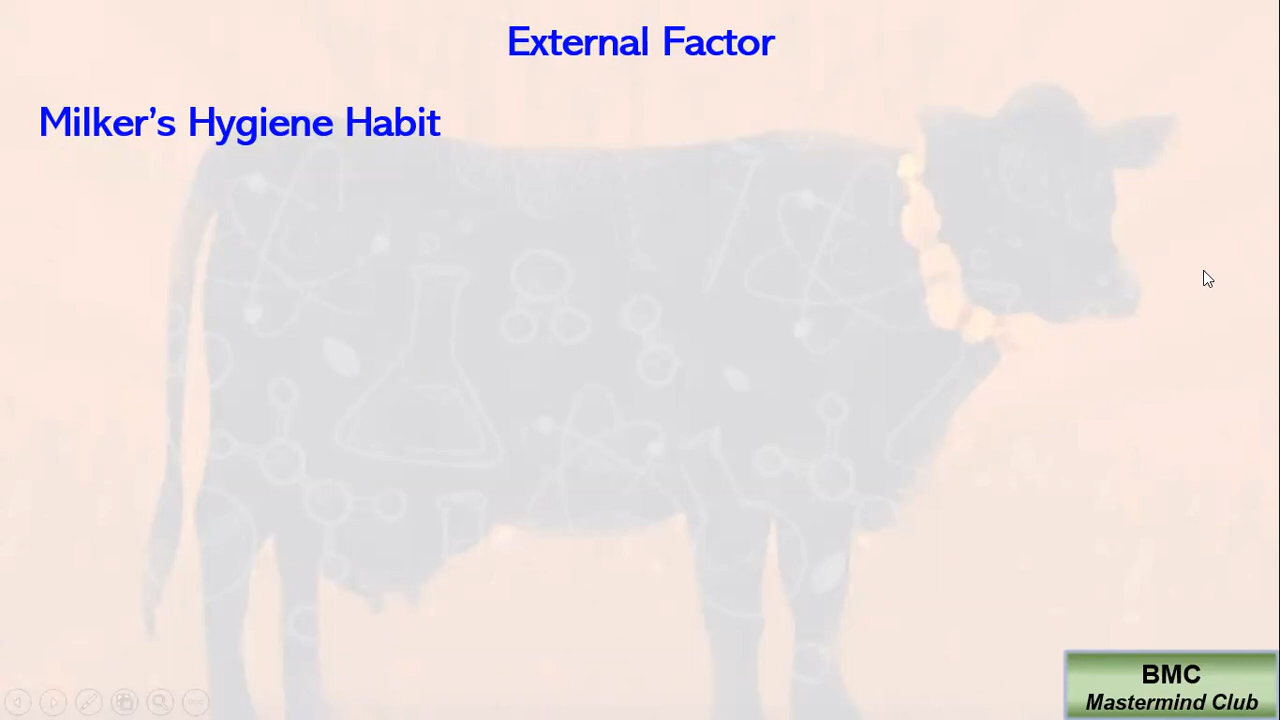 External Factor
Milker’s Hygiene Habit
BMC
Mastermind Club